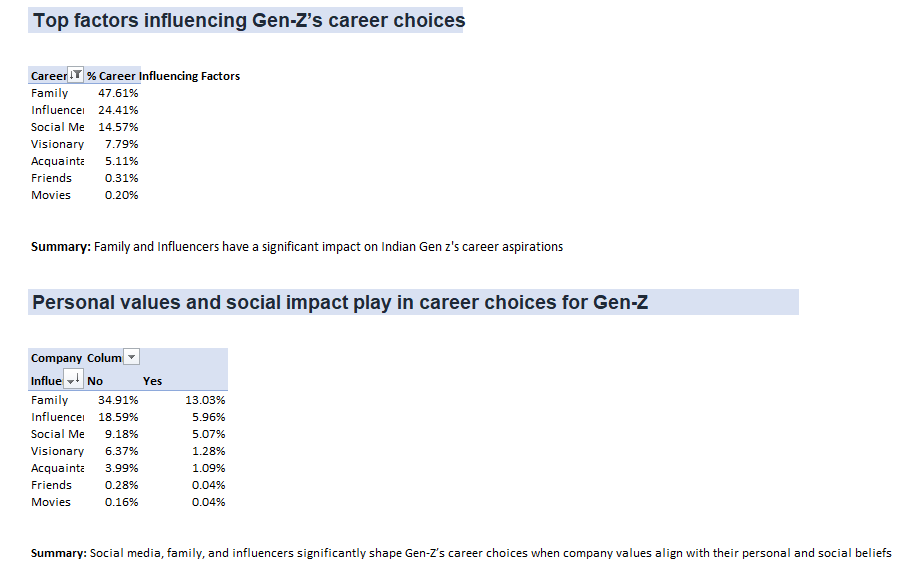 Top factors influencing Gen-Z's career choices
Career % Career Influencing Factors
Family 47.61%
Influencer 24.41%
Social Me 14.57%
Visionary 7.79%
Acquainta 5.11%
Friends 0.31%
Movies 0.20%
Summary: Family and Influencers have a significant impact on Indian Gen z's career aspirations
Personal values and social impact play in career choices for Gen-Z
Company Colum
Influe No Yes
Family 34.91% 13.03%
Influencer 18.59% 5.96%
Social Me 9.18% 5.07%
Visionary 6.37% 1.28%
Acquainta 3.99% 1.09%
Friends 0.28% 0.04%
Movies 0.16% 0.04%
Summary: Social media, family, and influencers significantly shape Gen-Z's career choices when company values align with their personal and social beliefs